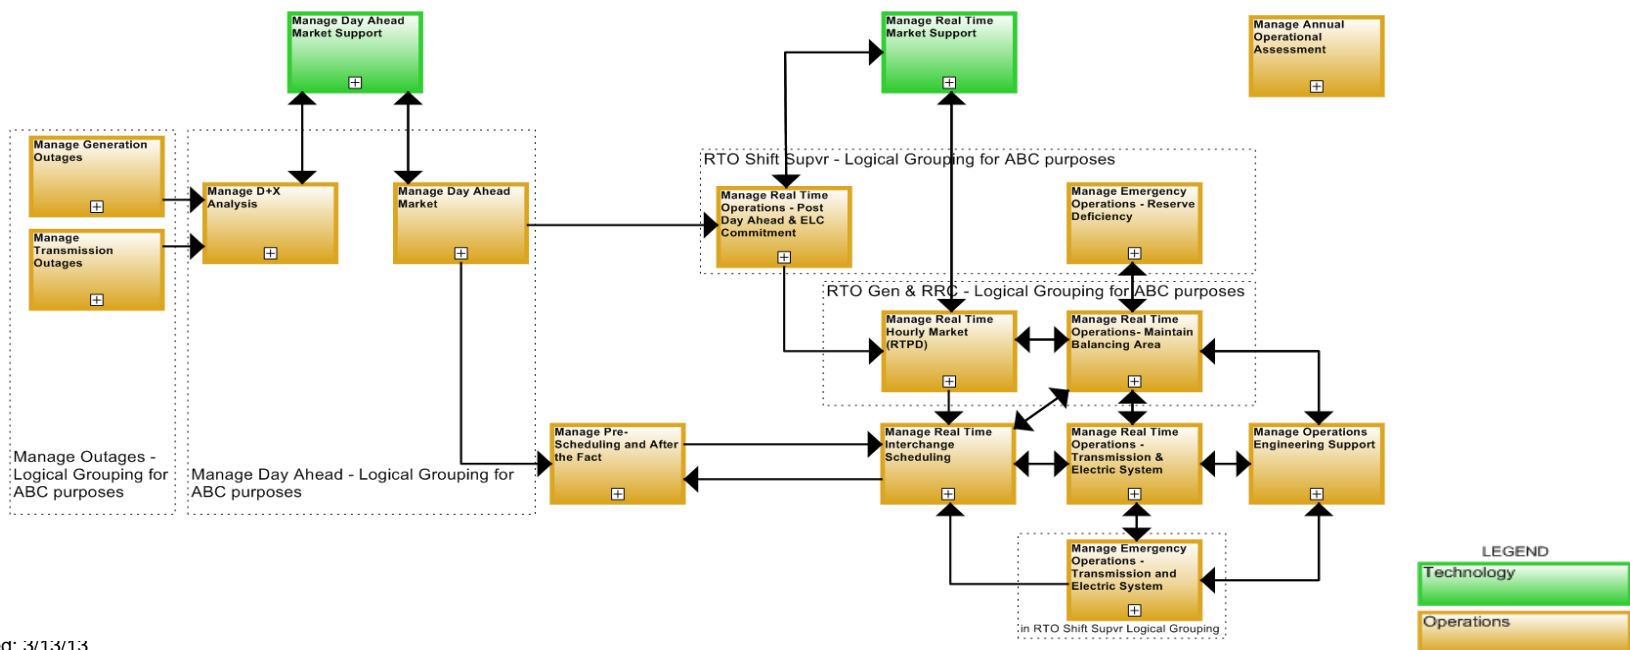 Manage Day Ahead
Market Support
Manage Real Time
Market Support
Manage Annual
Operational
Assessment
Manage Generation
Outages
Manage
Transmission
Outages
Manage Outages -
Logical Grouping for
ABC purposes
Manage D+X
Analysis
Manage Day Ahead
Market
Manage Day Ahead - Logical Grouping for
ABC purposes
RTO Shift Supvr - Logical Grouping for ABC purposes
Manage Real Time
Operations - Post
Day Ahead & ELC
Commitment
Manage Emergency
Operations - Reserve
Deficiency
RTO Gen & RRC - Logical Grouping for ABC purposes
Manage Real Time
Hourly Market
(RTPD)
Manage Real Time
Operations- Maintain
Balancing Area
Manage Pre-
Scheduling and After
the Fact
Manage Real Time
Interchange
Scheduling
Manage Real Time
Operations -
Transmission &
Electric System
Manage Operations
Engineering Support
Manage Emergency
Operations -
Transmission and
Electric System
in RTO Shift Supvr Logical Grouping
LEGEND
Technology
Operations
3/13/13